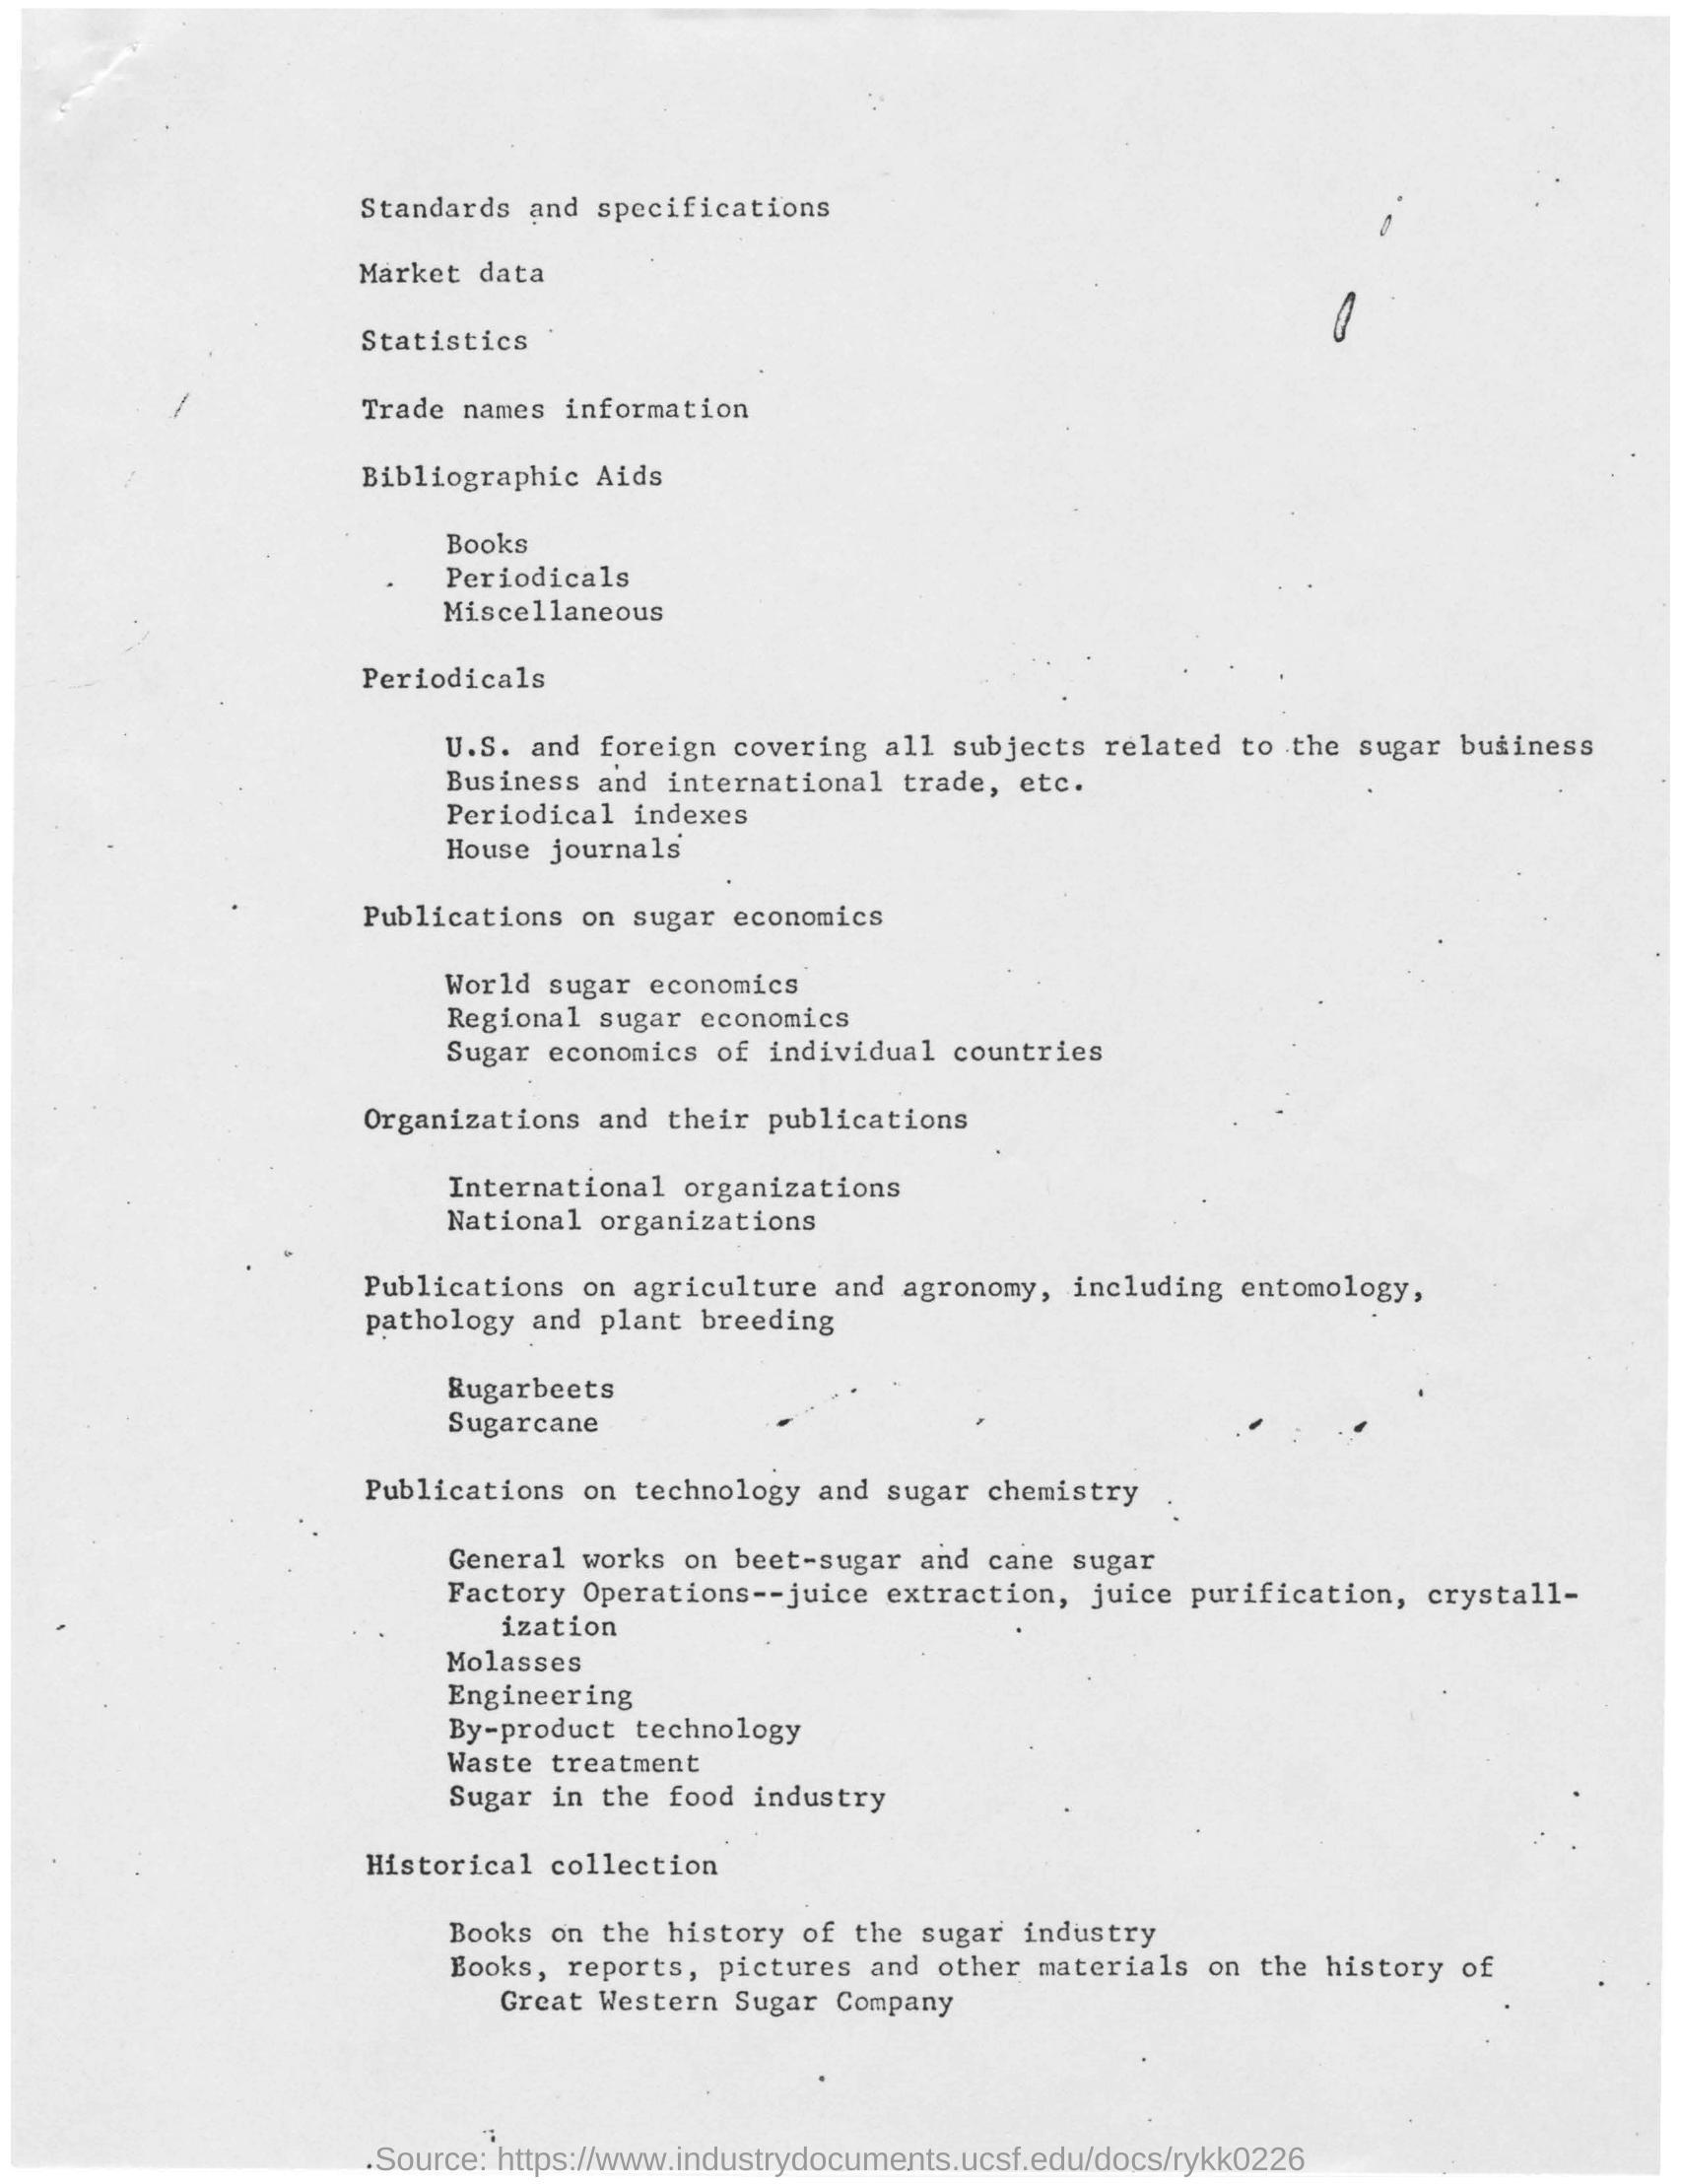 Standards and specifications
Market data
Statistics
Trade names information
Bibliographic Aids
Books
Periodicals
Miscellaneous
Periodicals
U.S. and foreign covering all subjects related to the sugar business
Business and international trade, etc.
Periodical indexes
House journals
Publications on sugar economics
World sugar economics
Regional sugar economics
Sugar economics of individual countries
Organizations and their publications
International organizations
National organizations
Publications on agriculture and agronomy, including entomology,
pathology and plant breeding
Sugarbeets
Sugarcane
Publications on technology and sugar chemistry
General works on beet-sugar and cane sugar
Factory Operations--juice extraction, juice purification, crystall-
ization
Molasses
Engineering
By-product technology
Waste treatment
Sugar in the food industry
Historical collection
Books on the history of the sugar industry
Books, reports, pictures and other materials on the history of
Great Western Sugar Company
Source: https://www.industrydocuments.ucsf.edu/docs/rykk0226